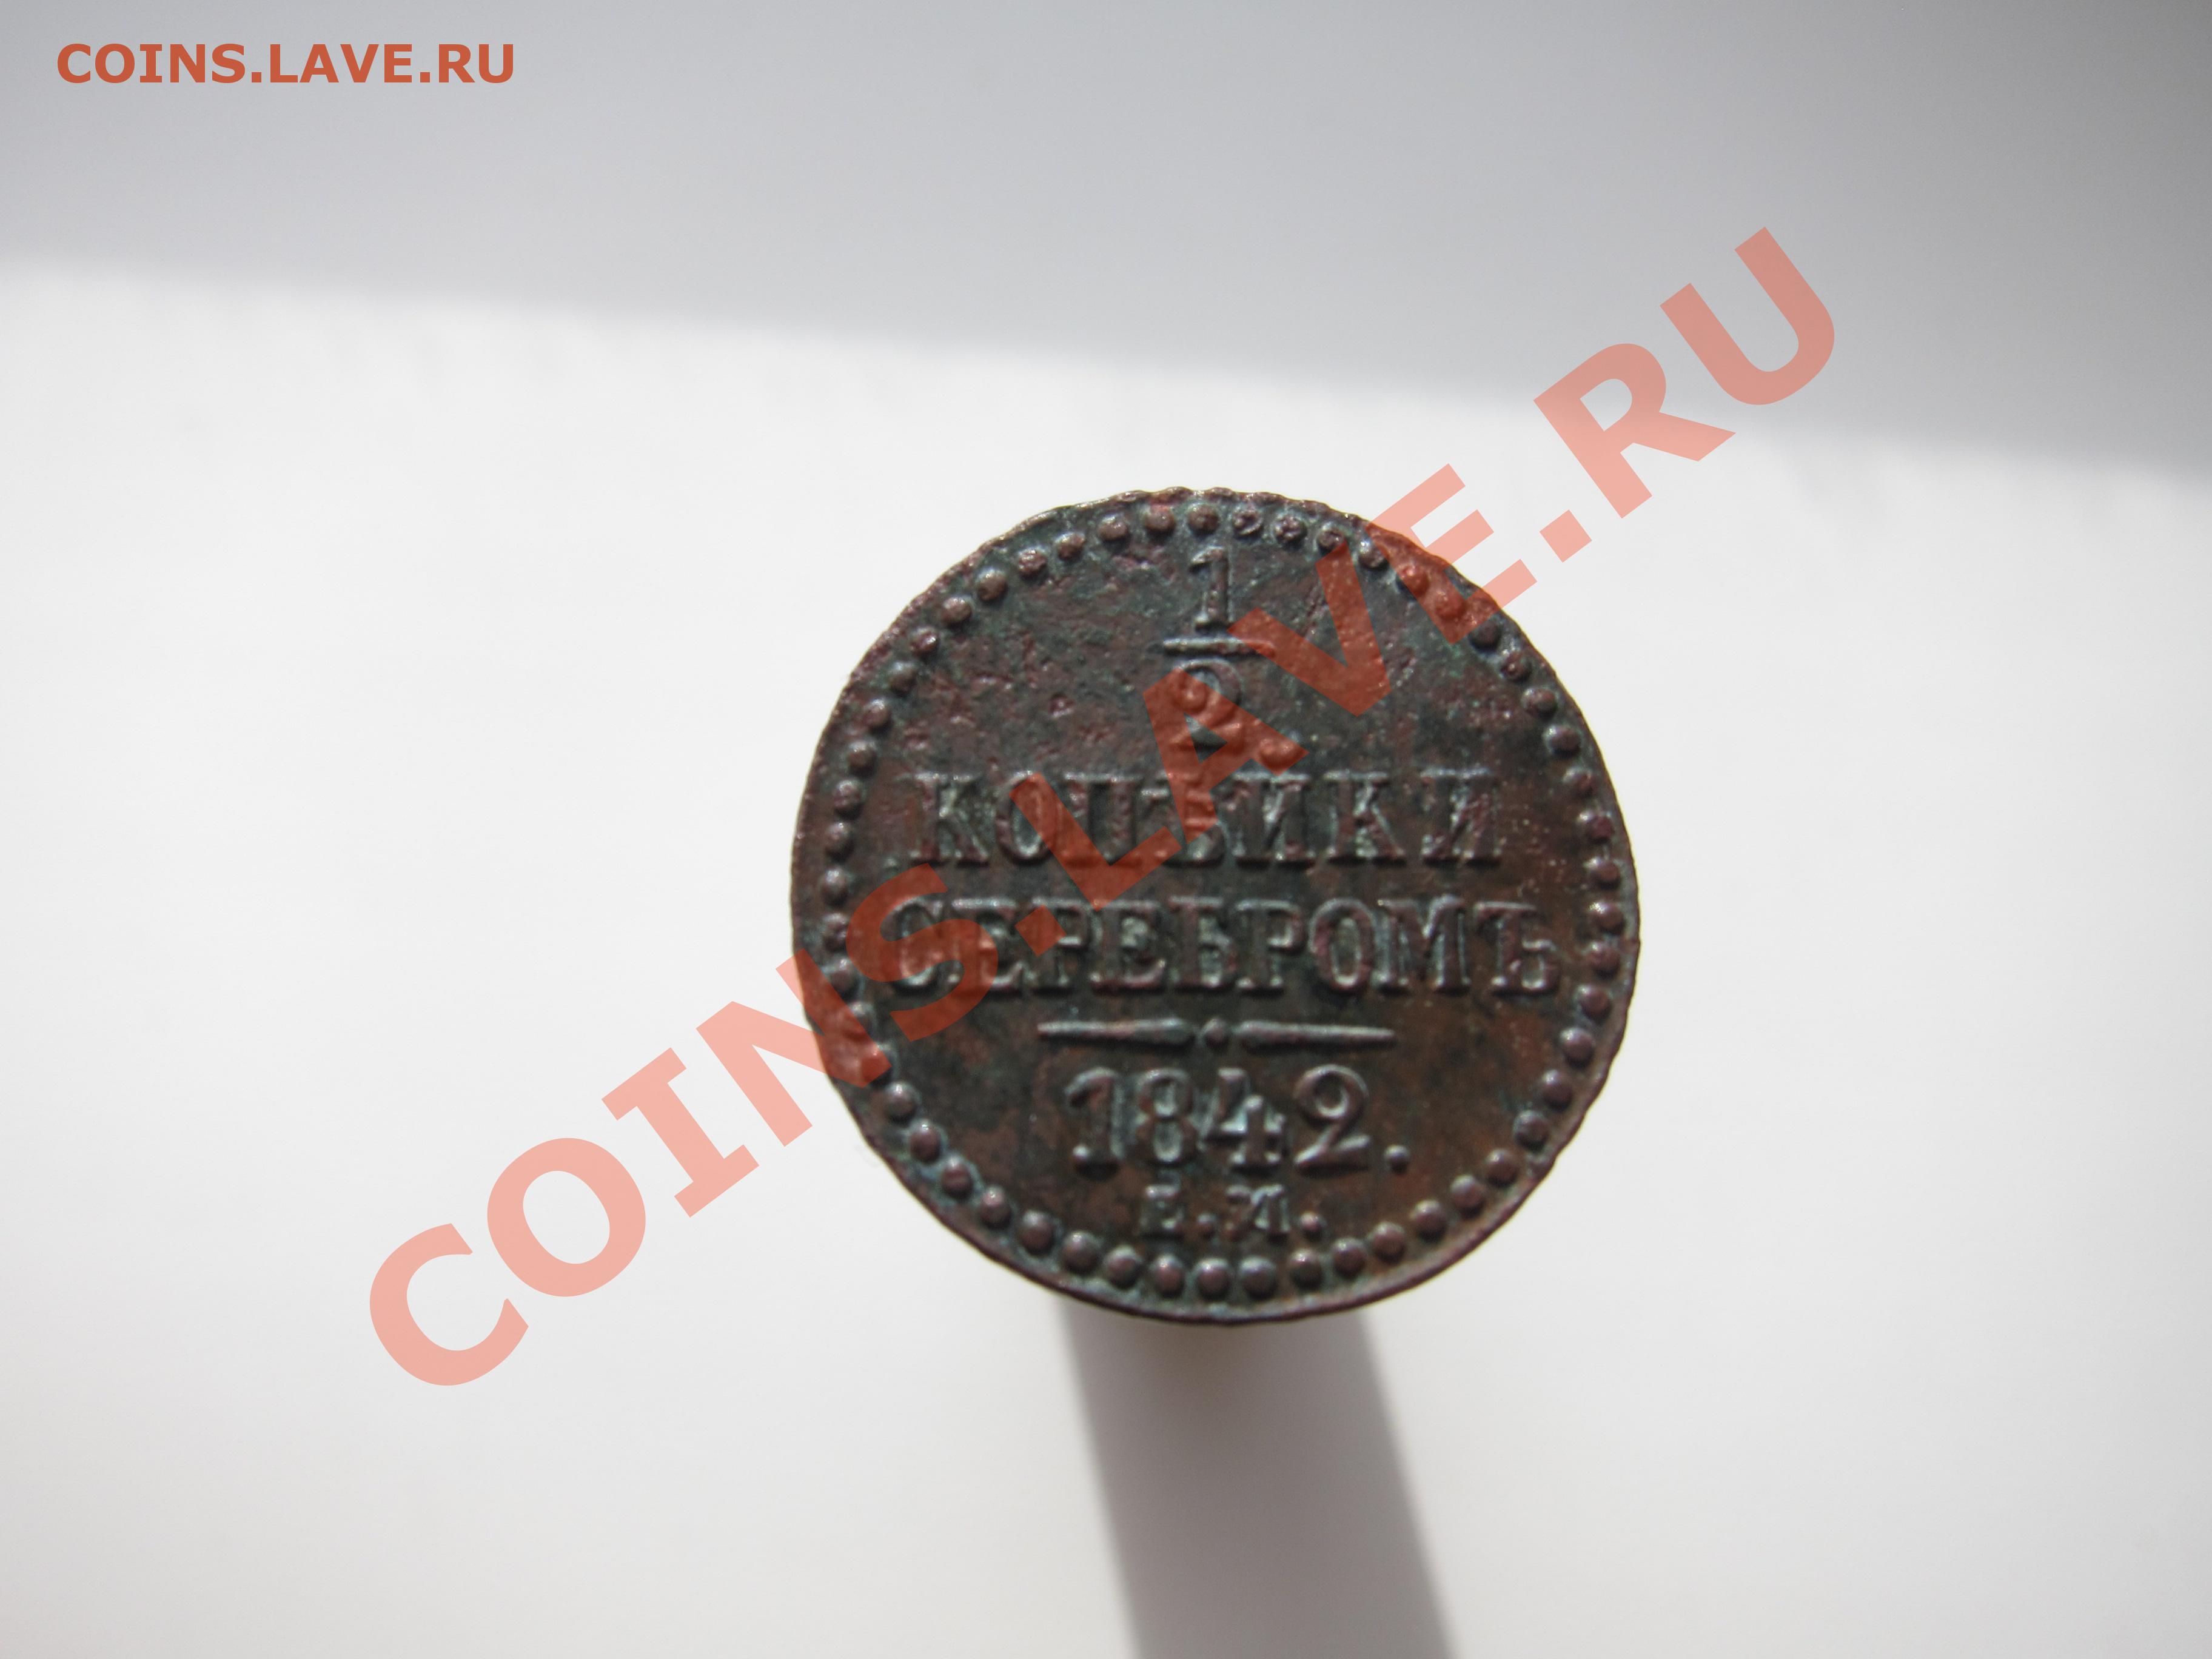 COINS.LAVE.RU
COINS.LAVE.RU
1
2
КОПѢЙКИ
СЕРЕБРОМЪ
1842.
Е.М.